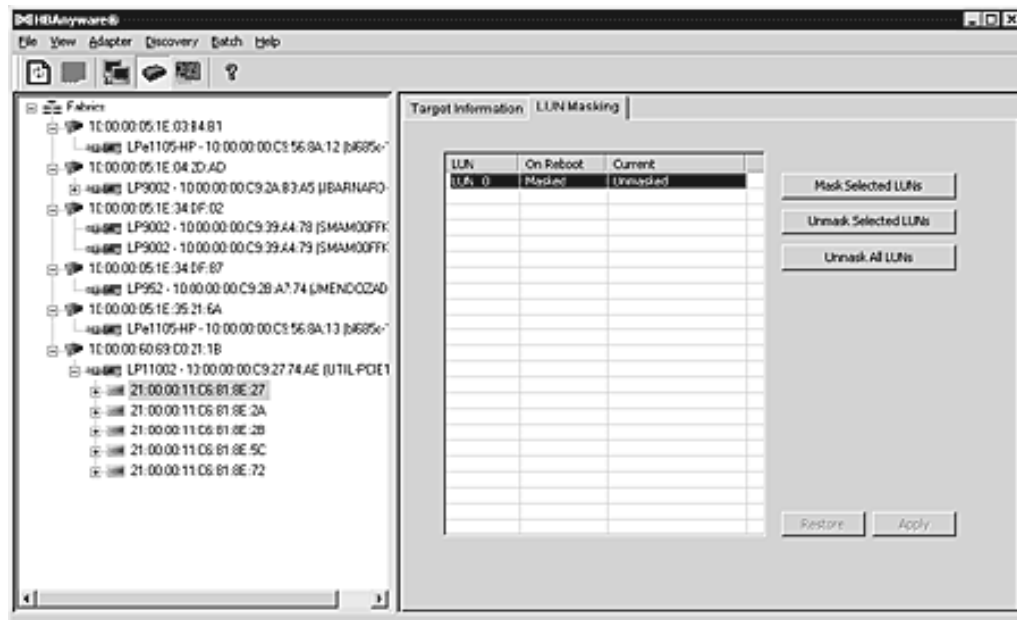 HBAnyware®
File View Adapter Discovery Batch Help
Fabrics
10:00:00:05:1E:03:84:81
LPe1105-HP - 10:00:00:00:C9:56:8A:12 (bl685c-
10:00:00:05:1E:04:2D:AD
LP9002 - 10:00:00:00:C9:2A:B3:A5 (JBARNARD-
10:00:00:05:1E:34:DF:02
LP9002 - 10:00:00:00:C9:39:A4:78
LP9002 - 10:00:00:00:C9:39:A4:79
10:00:00:05:1E:34:DF:87
LP952 - 10:00:00:00:C9:2B:A7:74 (JMENDOZAD
10:00:00:05:1E:35:21:6A
LPe1105-HP - 10:00:00:00:C9:56:8A:13 (bl685c-
10:00:00:60:69:C0:21:1B
LP11002 - 10:00:00:00:C9:27:74:AE (UTIL-PCIE1
21:00:00:11:C6:81:8E:27
21:00:00:11:C6:81:8E:2A
21:00:00:11:C6:81:8E:2B
21:00:00:11:C6:81:8E:5C
21:00:00:11:C6:81:8E:72
Target Information LUN Masking
LUN On Reboot Current
LUN 0 Masked Unmasked
Mask Selected LUNs
Unmask Selected LUNs
Unmask All LUNs
Restore Apply